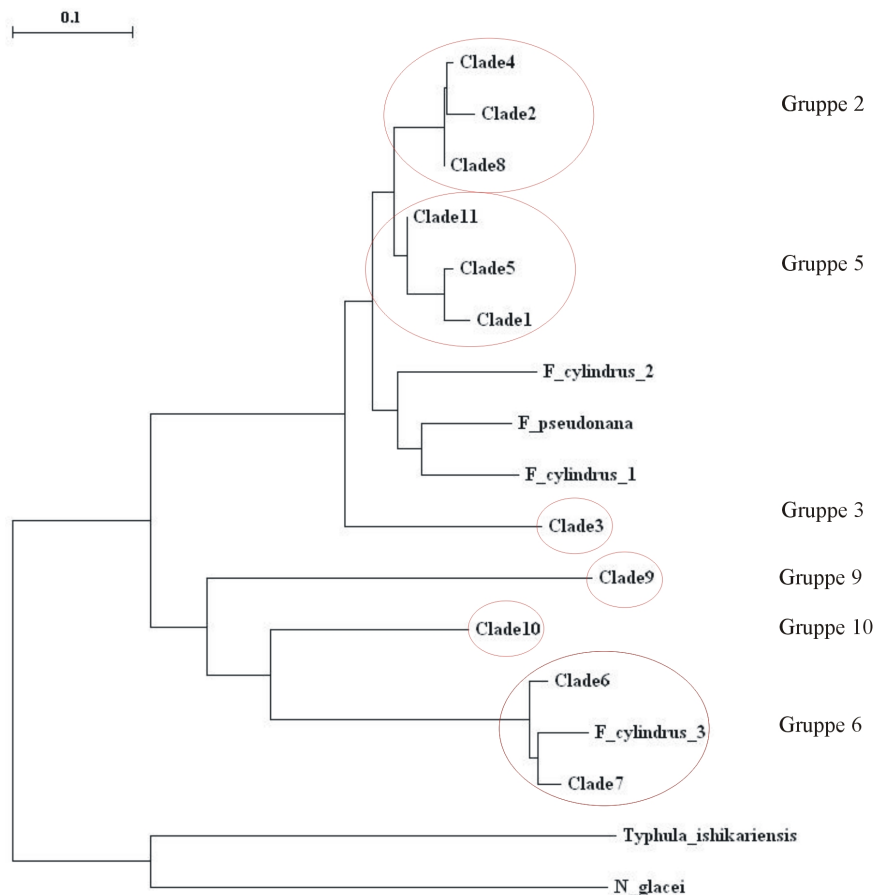 0.1
Clade4
Gruppe 2
Clade2
Clade8
Clade11
Gruppe 5
Clade5
Clade1
F_cylindrus_2
F_pseudonana
F_cylindrus_1
Gruppe 3
Clade3
Clade9
Gruppe 9
Clade10
Gruppe 10
Clade6
Gruppe 6
F_cylindrus_3
Clade7
Typhula_ishikariensis
N_glacei